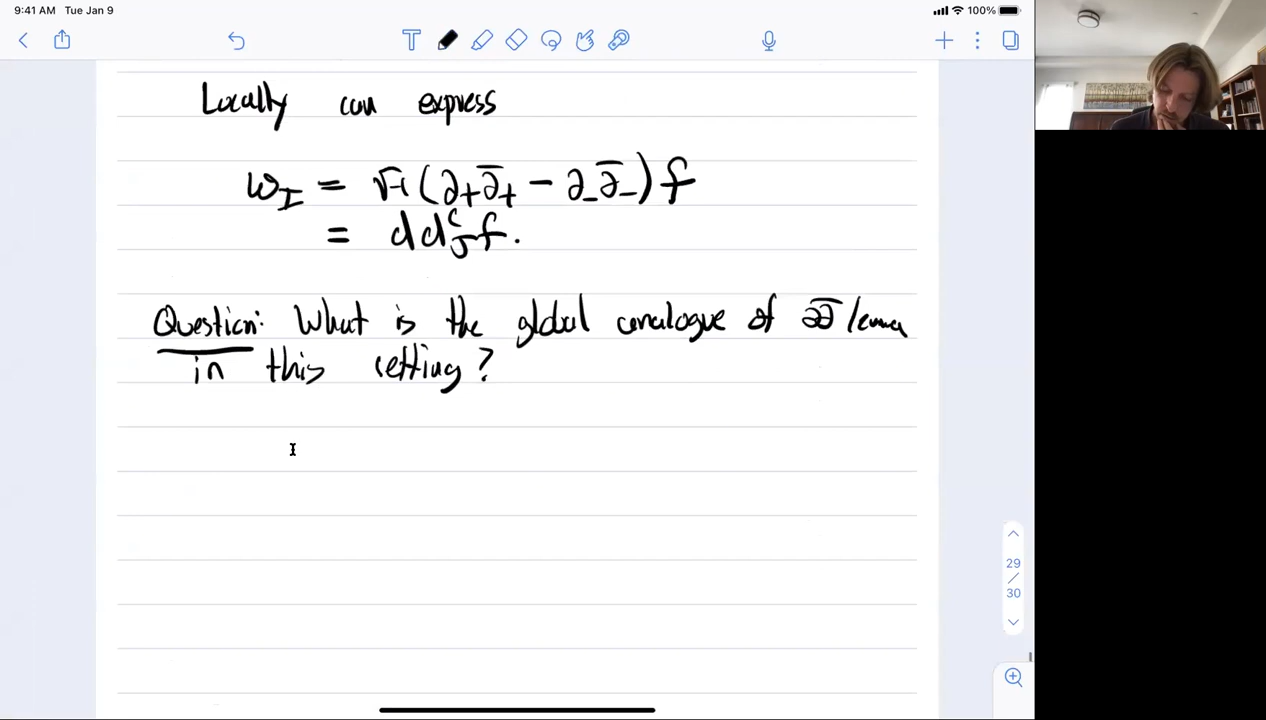 9:41 AM Tue Jan 9
100%
Locally can express
ω_I = √-1 (∂₊∂̅₊ − ∂₋∂̅₋) f
= dd^c_J f.
Question: What is the global analogue of ∂∂̅ lemma
in this setting?
29
/
30